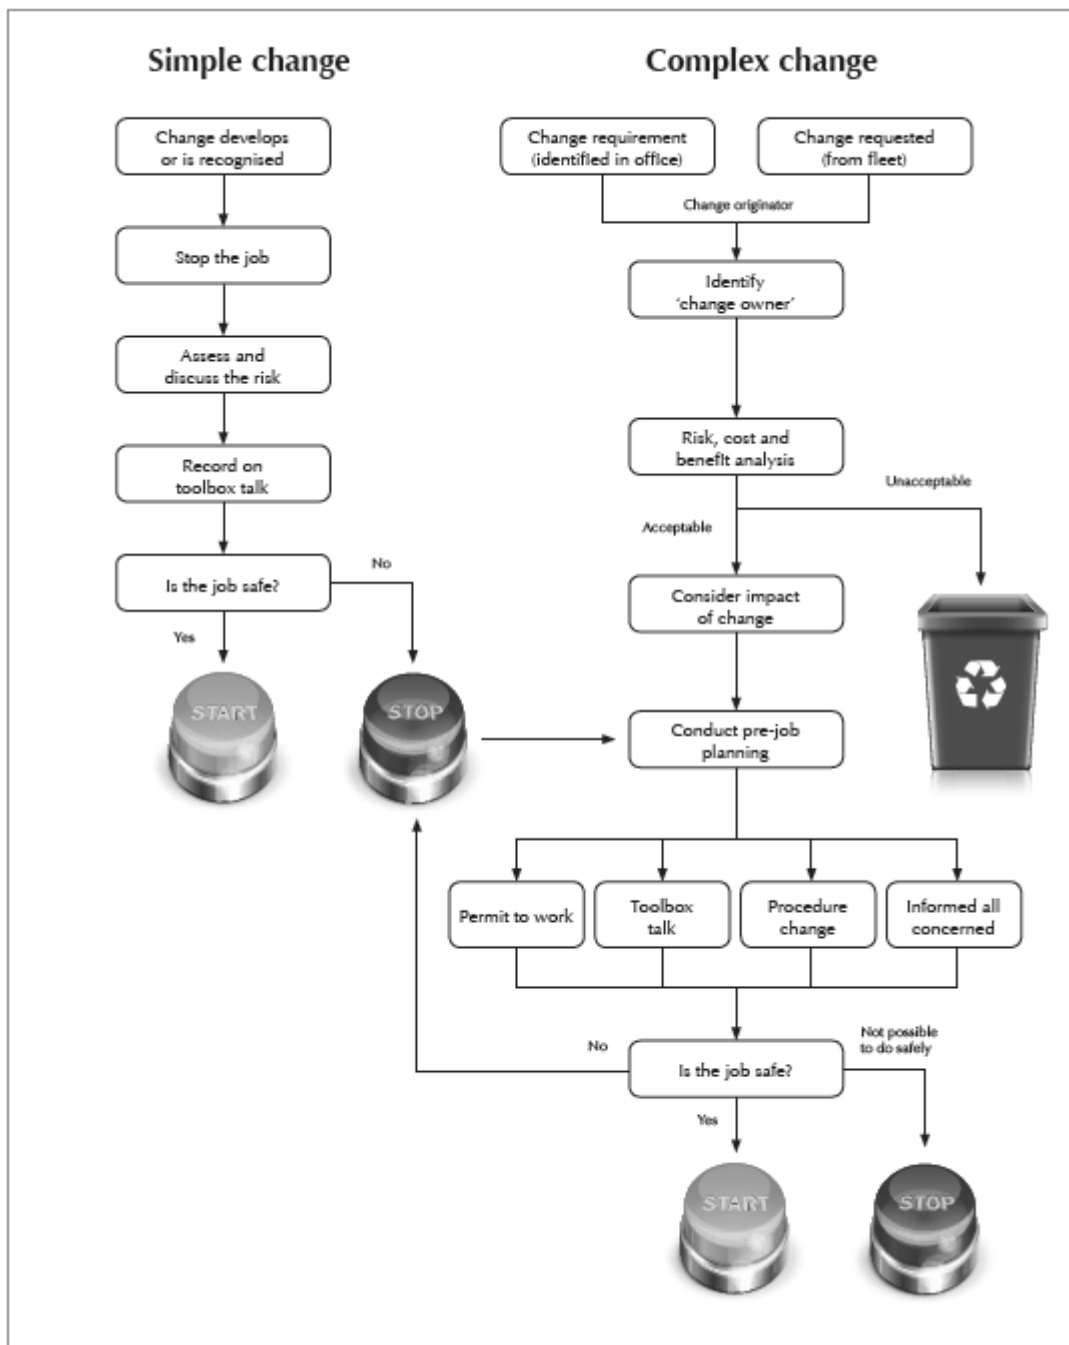 Simple change
Change develops
or is recognised
Stop the job
Assess and
discuss the risk
Record on
toolbox talk
Is the job safe?
No
Yes
START
STOP
Complex change
Change requirement
(identified in office)
Change requested
(from fleet)
Change originator
Identify
‘change owner’
Risk, cost and
benefit analysis
Unacceptable
Acceptable
Consider impact
of change
Conduct pre-job
planning
Permit to work
Toolbox
talk
Procedure
change
Informed all
concerned
No
Not possible
to do safely
Is the job safe?
Yes
START
STOP